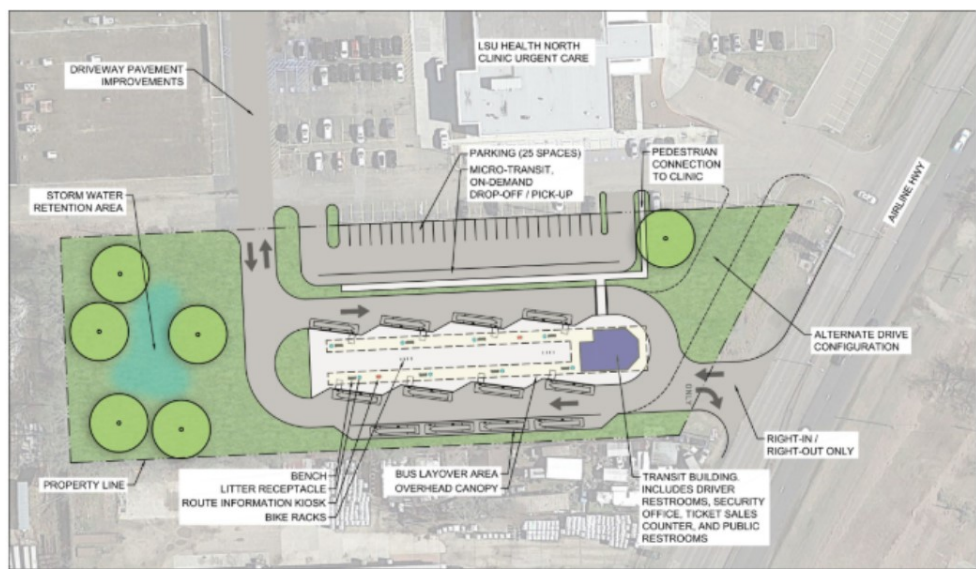 LSU HEALTH NORTH
CLINIC URGENT CARE
DRIVEWAY PAVEMENT
IMPROVEMENTS
PARKING (25 SPACES)
MICRO-TRANSIT,
ON-DEMAND
DROP-OFF / PICK-UP
PEDESTRIAN
CONNECTION
TO CLINIC
AIRLINE HWY
STORM WATER
RETENTION AREA
ALTERNATE DRIVE
CONFIGURATION
ONLY
RIGHT-IN /
RIGHT-OUT ONLY
PROPERTY LINE
BENCH
LITTER RECEPTACLE
ROUTE INFORMATION KIOSK
BIKE RACKS
BUS LAYOVER AREA
OVERHEAD CANOPY
TRANSIT BUILDING.
INCLUDES DRIVER
RESTROOMS, SECURITY
OFFICE, TICKET SALES
COUNTER, AND PUBLIC
RESTROOMS